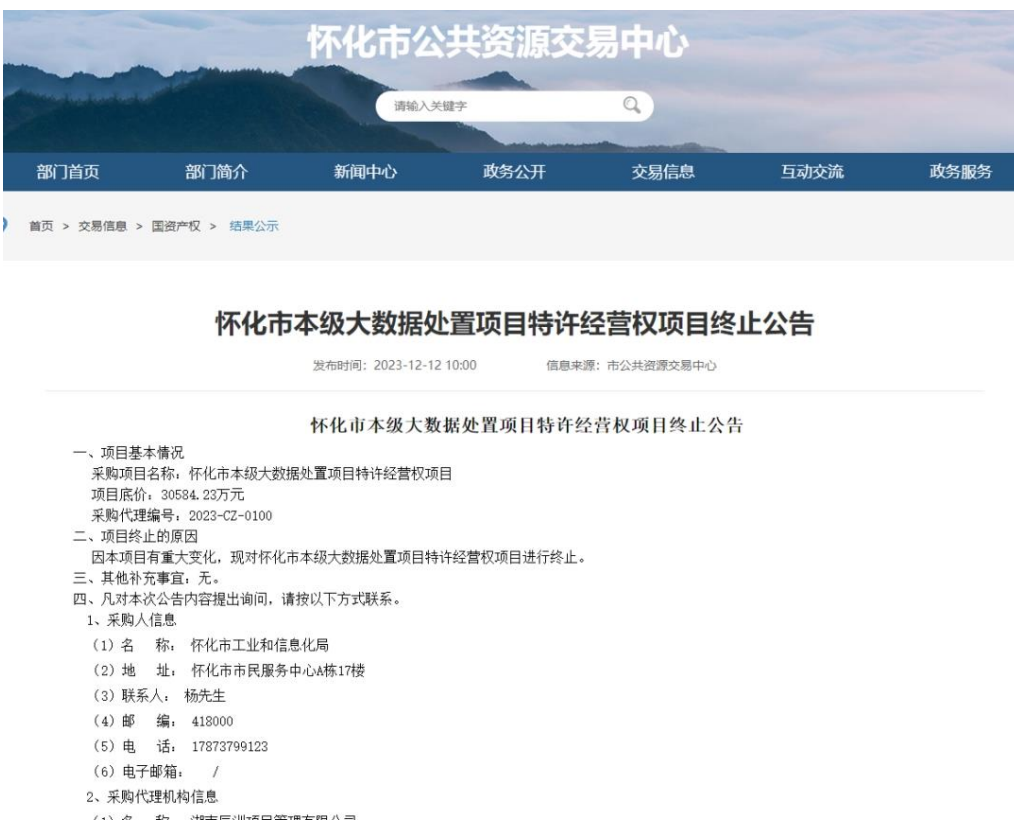 怀化市公共资源交易中心
请输入关键字
部门首页 部门简介 新闻中心 政务公开 交易信息 互动交流 政务服务
首页 > 交易信息 > 国资产权 > 结果公示
怀化市本级大数据处置项目特许经营权项目终止公告
发布时间：2023-12-12 10:00 信息来源：市公共资源交易中心
怀化市本级大数据处置项目特许经营权项目终止公告
一、项目基本情况
采购项目名称：怀化市本级大数据处置项目特许经营权项目
项目底价：30584.23万元
采购代理编号：2023-CZ-0100
二、项目终止的原因
因本项目有重大变化，现对怀化市本级大数据处置项目特许经营权项目进行终止。
三、其他补充事宜：无。
四、凡对本次公告内容提出询问，请按以下方式联系。
1、采购人信息
（1）名 称： 怀化市工业和信息化局
（2）地 址： 怀化市市民服务中心A栋17楼
（3）联系人： 杨先生
（4）邮 编： 418000
（5）电 话： 17873799123
（6）电子邮箱： /
2、采购代理机构信息